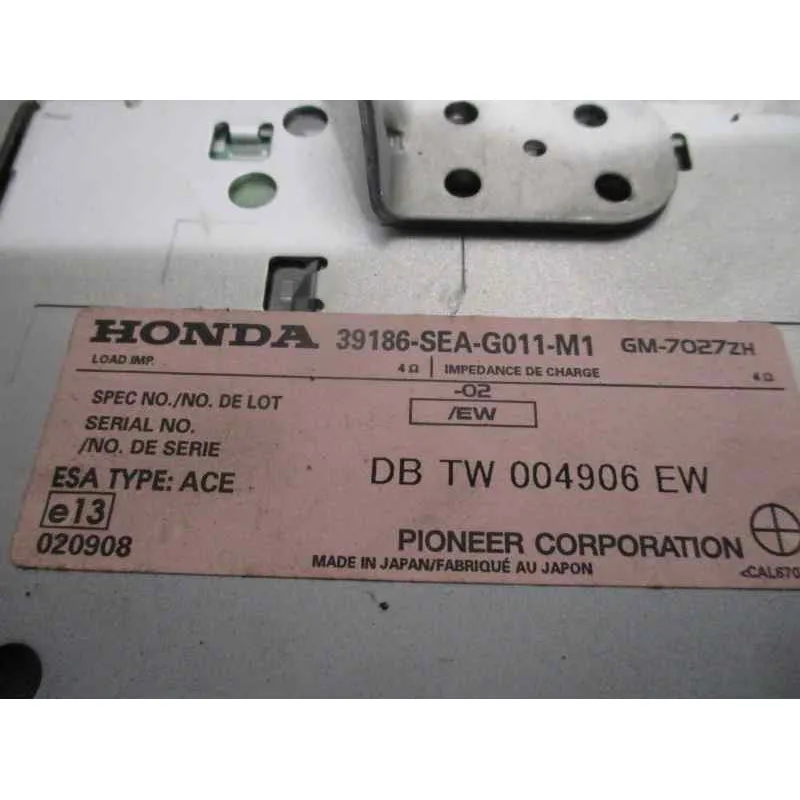 HONDA 39186-SEA-G011-M1 GM-7027ZH
LOAD IMP. 4 Ω IMPEDANCE DE CHARGE 4 Ω
SPEC NO./NO. DE LOT -02
/EW
SERIAL NO.
/NO. DE SERIE DB TW 004906 EW
ESA TYPE: ACE
e13
020908 PIONEER CORPORATION
MADE IN JAPAN/FABRIQUÉ AU JAPON